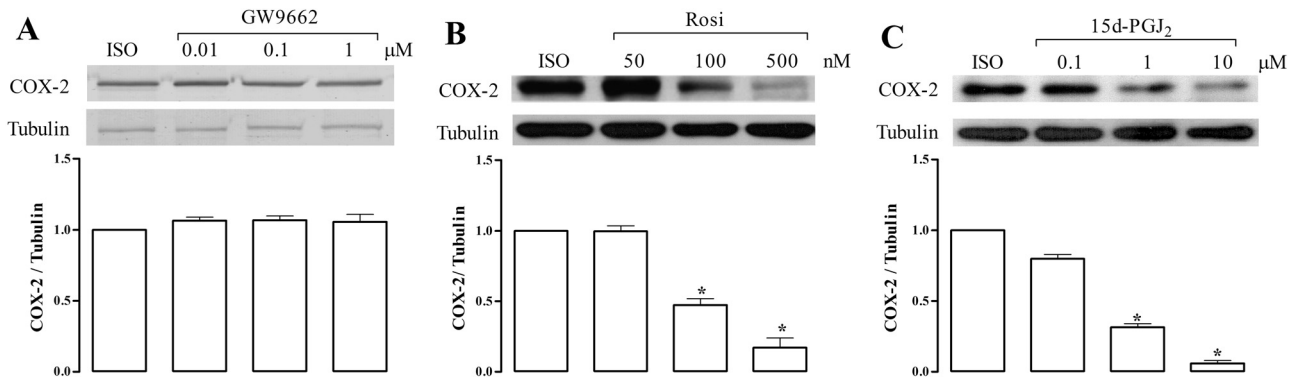 A
GW9662
ISO 0.01 0.1 1 μM
COX-2
Tubulin
COX-2 / Tubulin
1.5
1.0
0.5
0.0
B
Rosi
ISO 50 100 500 nM
COX-2
Tubulin
COX-2/ Tubulin
1.5
1.0
0.5
0.0
*
*
C
15d-PGJ₂
ISO 0.1 1 10 μM
COX-2
Tubulin
COX-2 / Tubulin
1.5
1.0
0.5
0.0
*
*